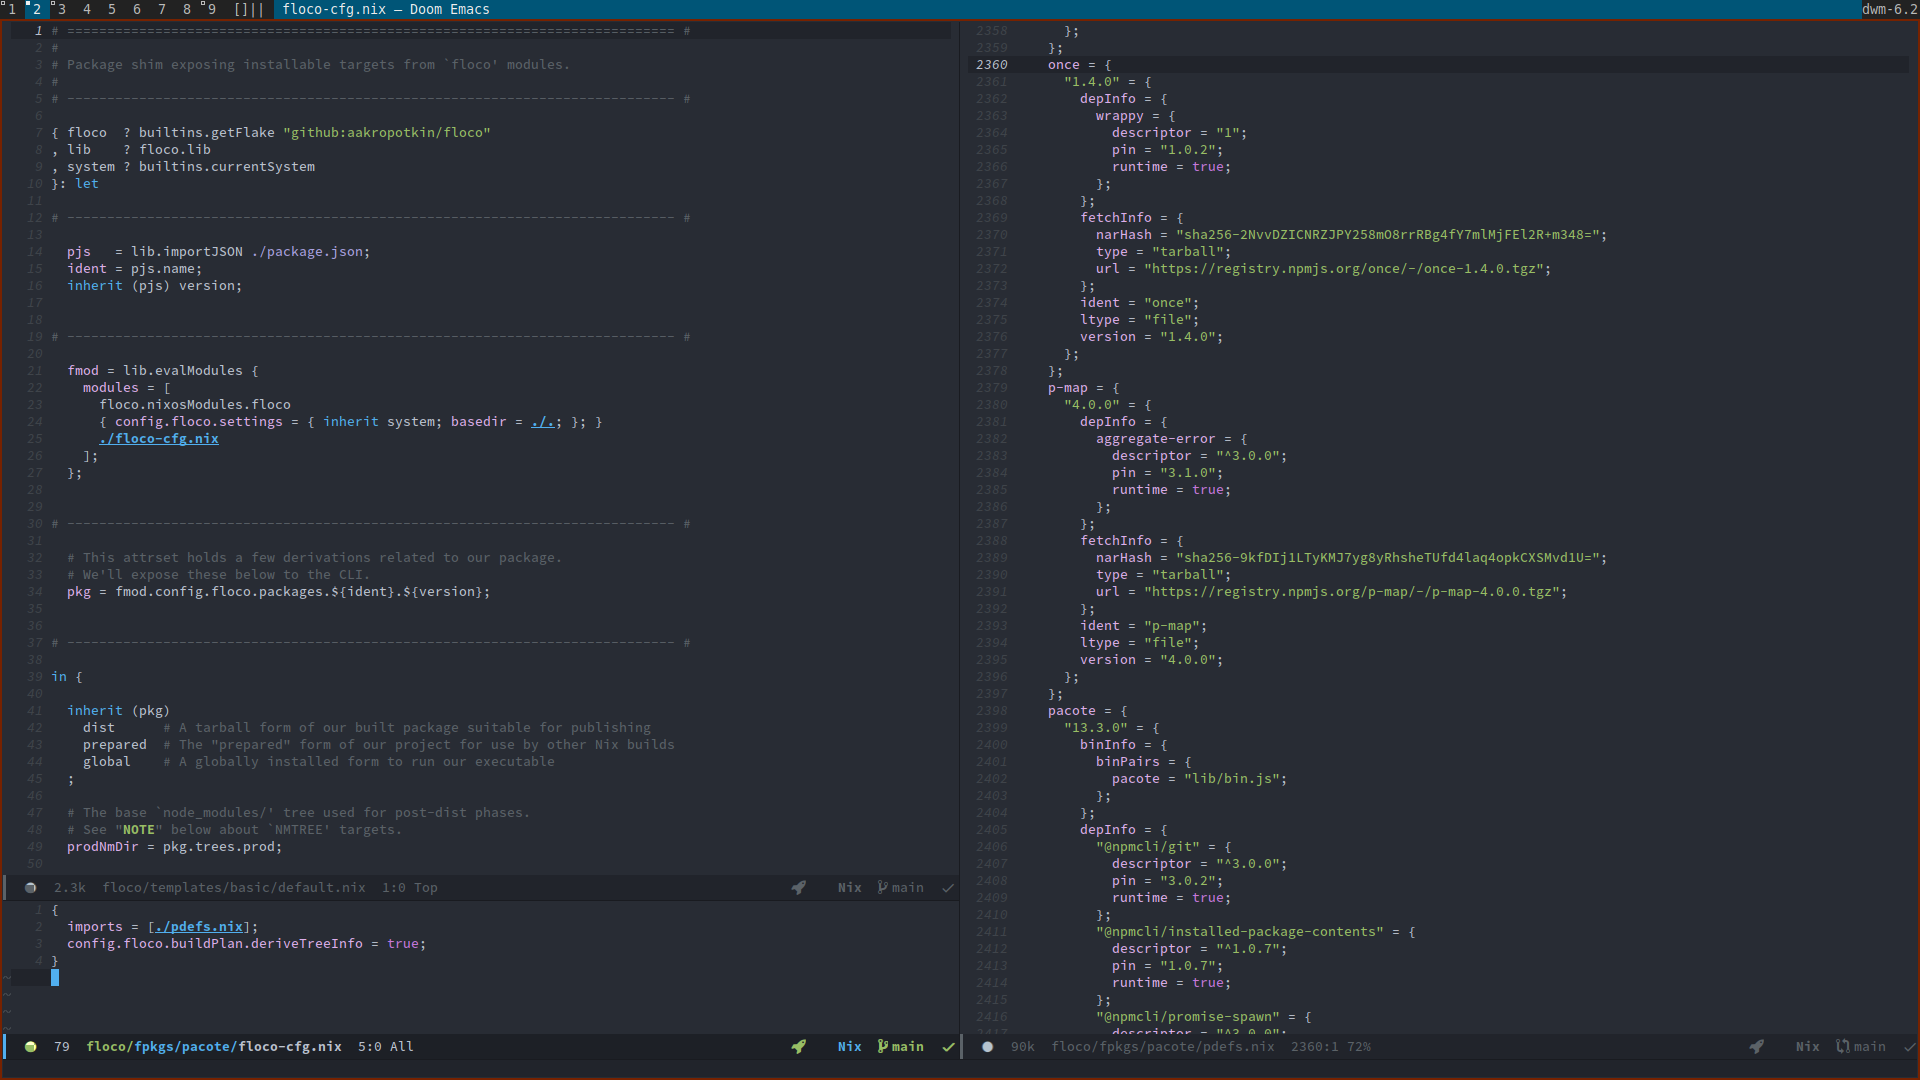 1 2 3 4 5 6 7 8 9 []|| floco-cfg.nix – Doom Emacs dwm-6.2
1 # ============================================================================ #
2 #
3 # Package shim exposing installable targets from `floco' modules.
4 #
5 # ---------------------------------------------------------------------------- #
6
7 { floco  ? builtins.getFlake "github:aakropotkin/floco"
8 , lib    ? floco.lib
9 , system ? builtins.currentSystem
10 }: let
11
12 # ---------------------------------------------------------------------------- #
13
14   pjs   = lib.importJSON ./package.json;
15   ident = pjs.name;
16   inherit (pjs) version;
17
18
19 # ---------------------------------------------------------------------------- #
20
21   fmod = lib.evalModules {
22     modules = [
23       floco.nixosModules.floco
24       { config.floco.settings = { inherit system; basedir = ./.; }; }
25       ./floco-cfg.nix
26     ];
27   };
28
29
30 # ---------------------------------------------------------------------------- #
31
32   # This attrset holds a few derivations related to our package.
33   # We'll expose these below to the CLI.
34   pkg = fmod.config.floco.packages.${ident}.${version};
35
36
37 # ---------------------------------------------------------------------------- #
38
39 in {
40
41   inherit (pkg)
42     dist      # A tarball form of our built package suitable for publishing
43     prepared  # The "prepared" form of our project for use by other Nix builds
44     global    # A globally installed form to run our executable
45   ;
46
47   # The base `node_modules/' tree used for post-dist phases.
48   # See "NOTE" below about `NMTREE' targets.
49   prodNmDir = pkg.trees.prod;
50
2.3k floco/templates/basic/default.nix 1:0 Top Nix main
1 {
2   imports = [./pdefs.nix];
3   config.floco.buildPlan.deriveTreeInfo = true;
4 }
~
~
~
~
79 floco/fpkgs/pacote/floco-cfg.nix 5:0 All Nix main
2358       };
2359     };
2360     once = {
2361       "1.4.0" = {
2362         depInfo = {
2363           wrappy = {
2364             descriptor = "1";
2365             pin = "1.0.2";
2366             runtime = true;
2367           };
2368         };
2369         fetchInfo = {
2370           narHash = "sha256-2NvvDZICNRZJPY258mO8rrRBg4fY7mlMjFEl2R+m348=";
2371           type = "tarball";
2372           url = "https://registry.npmjs.org/once/-/once-1.4.0.tgz";
2373         };
2374         ident = "once";
2375         ltype = "file";
2376         version = "1.4.0";
2377       };
2378     };
2379     p-map = {
2380       "4.0.0" = {
2381         depInfo = {
2382           aggregate-error = {
2383             descriptor = "^3.0.0";
2384             pin = "3.1.0";
2385             runtime = true;
2386           };
2387         };
2388         fetchInfo = {
2389           narHash = "sha256-9kfDIj1LTyKMJ7yg8yRhsheTUfd4laq4opkCXSMvd1U=";
2390           type = "tarball";
2391           url = "https://registry.npmjs.org/p-map/-/p-map-4.0.0.tgz";
2392         };
2393         ident = "p-map";
2394         ltype = "file";
2395         version = "4.0.0";
2396       };
2397     };
2398     pacote = {
2399       "13.3.0" = {
2400         binInfo = {
2401           binPairs = {
2402             pacote = "lib/bin.js";
2403           };
2404         };
2405         depInfo = {
2406           "@npmcli/git" = {
2407             descriptor = "^3.0.0";
2408             pin = "3.0.2";
2409             runtime = true;
2410           };
2411           "@npmcli/installed-package-contents" = {
2412             descriptor = "^1.0.7";
2413             pin = "1.0.7";
2414             runtime = true;
2415           };
2416           "@npmcli/promise-spawn" = {
2417             descriptor = "^3.0.0";
90k floco/fpkgs/pacote/pdefs.nix 2360:1 72% Nix main